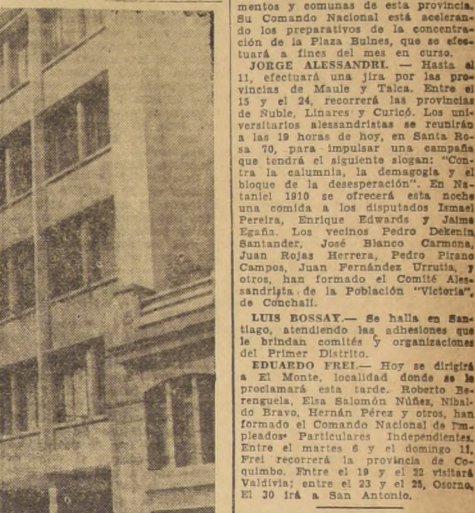 mentos y comunas de esta provincia.
Su Comando Nacional está aceleran-
do los preparativos de la concentra-
ción de la Plaza Bulnes, que se efec-
tuará a fines del mes en curso.
JORGE ALESSANDRI. — Hasta el
11, efectuará una jira por las pro-
vincias de Maule y Talca. Entre el
15 y el 24, recorrerá las provincias
de Ñuble, Linares y Curicó. Los uni-
versitarios alessandristas se reunirán
a las 19 horas de hoy, en Santa Ro-
sa 70, para impulsar una campaña
que tendrá el siguiente slogan: "Con-
tra la calumnia, la demagogia y el
bloque de la desesperación". En Na-
taniel 1910 se ofrecerá esta noche
una comida a los diputados Ismael
Pereira, Enrique Edwards y Jaime
Egaña. Los vecinos Pedro Dekenin
Santander, José Blanco Carmona,
Juan Rojas Herrera, Pedro Pirano
Campos, Juan Fernández Urrutia, y
otros, han formado el Comité Ales-
sandrista de la Población "Victoria",
de Conchalí.
LUIS BOSSAY.— Se halla en San-
tiago, atendiendo las adhesiones que
le brindan comités y organizaciones
del Primer Distrito.
EDUARDO FREI.— Hoy se dirigirá
a El Monte, localidad donde se le
proclamará esta tarde. Roberto Be-
renguela, Elsa Salomón Núñez, Nibal-
do Bravo, Hernán Pérez y otros, han
formado el Comando Nacional de Em-
pleados Particulares Independientes.
Entre el martes 6 y el domingo 11,
Frei recorrerá la provincia de Co-
quimbo. Entre el 19 y el 22 visitará
Valdivia; entre el 23 y el 25, Osorno.
El 30 irá a San Antonio.